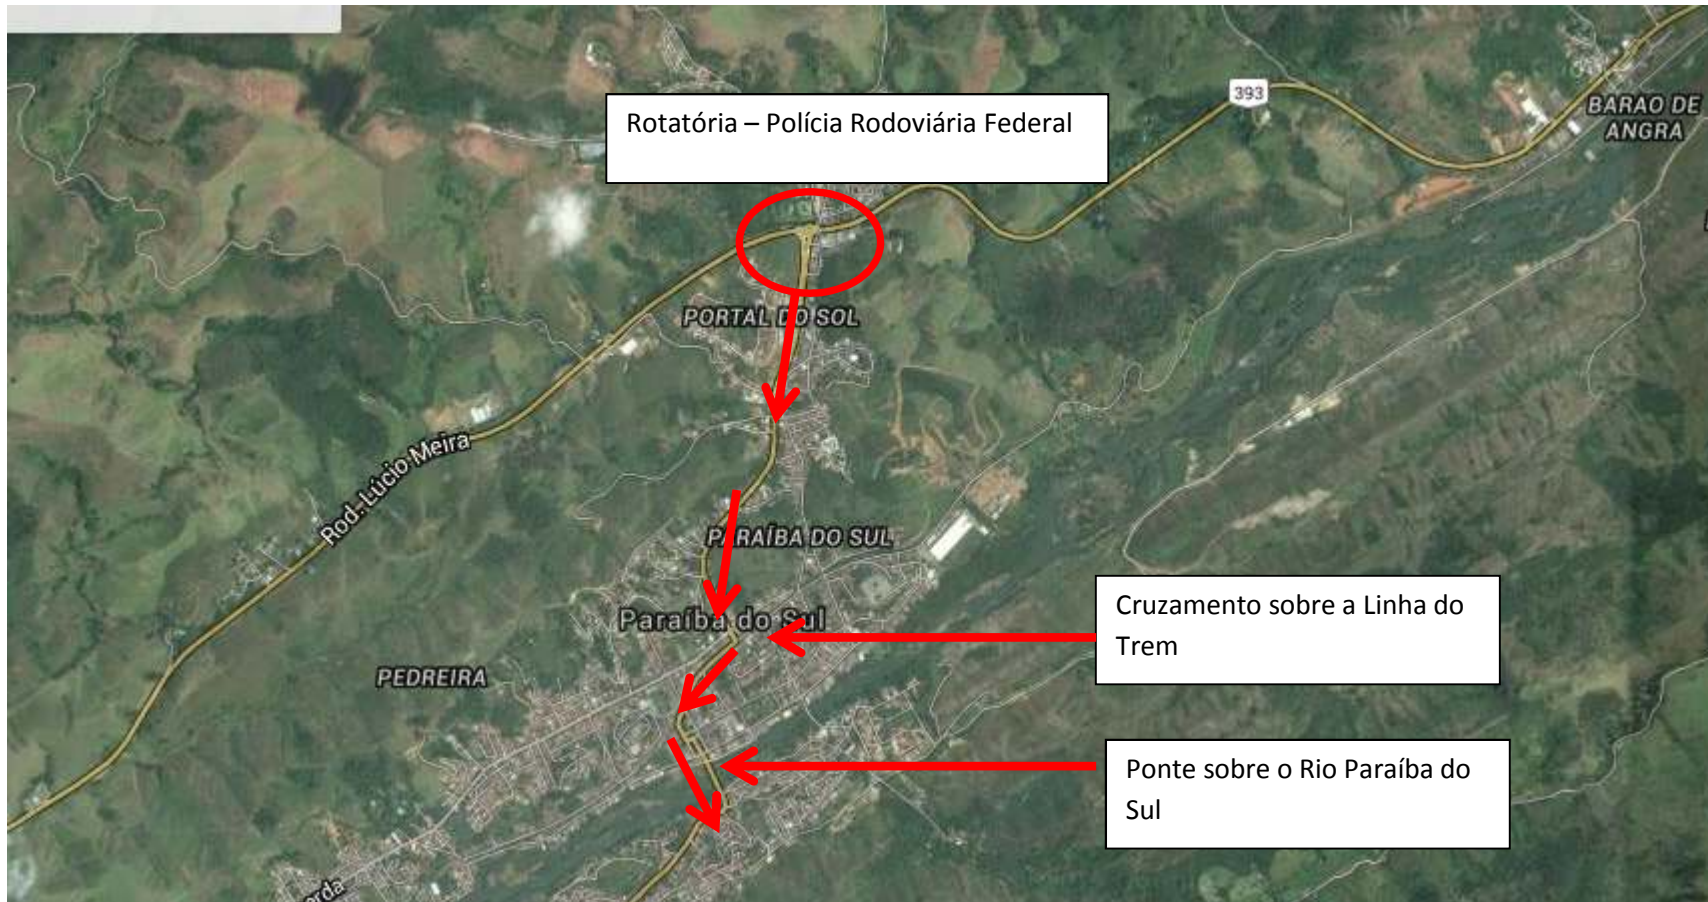 393
BARAO DE
ANGRA
Rotatória – Polícia Rodoviária Federal
PORTAL DO SOL
Rod. Lúcio Meira
PARAÍBA DO SUL
Paraíba do Sul
Cruzamento sobre a Linha do
Trem
PEDREIRA
Ponte sobre o Rio Paraíba do
Sul